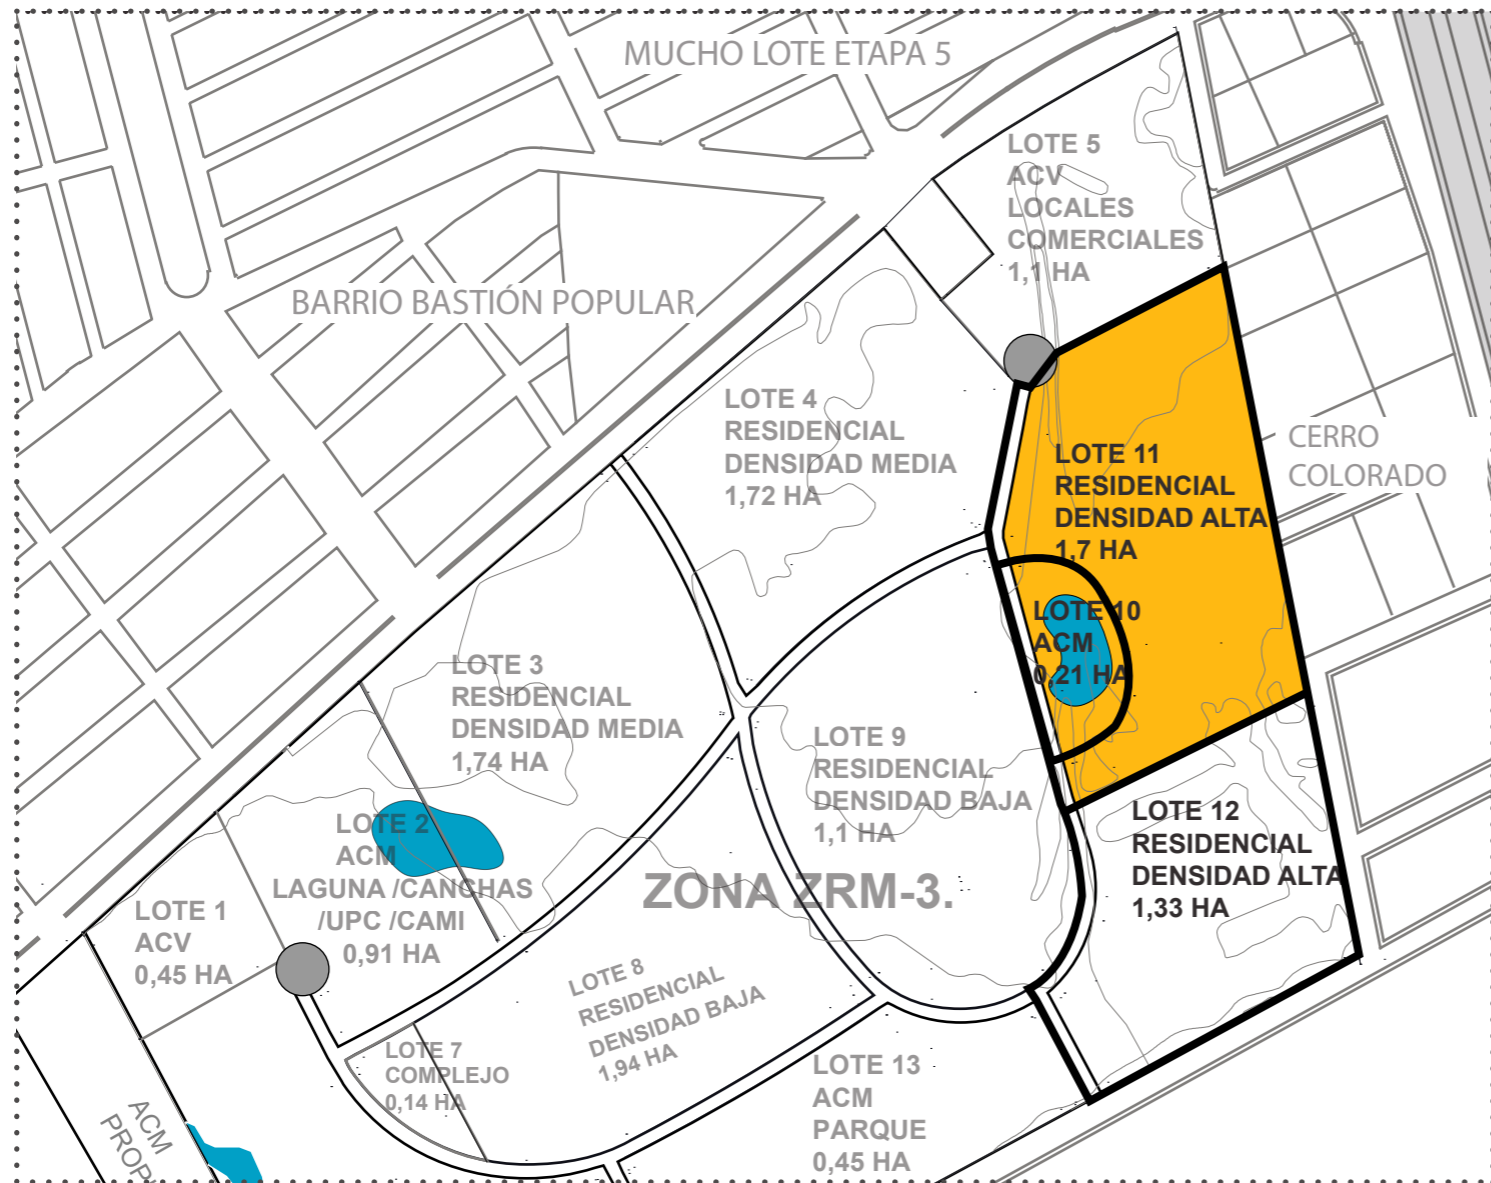 MUCHO LOTE ETAPA 5
LOTE 5
ACV
LOCALES
COMERCIALES
1,1 HA
BARRIO BASTIÓN POPULAR
LOTE 4
RESIDENCIAL
DENSIDAD MEDIA
1,72 HA
CERRO
COLORADO
LOTE 11
RESIDENCIAL
DENSIDAD ALTA
1,7 HA
LOTE 10
ACM
0,21 HA
LOTE 3
RESIDENCIAL
DENSIDAD MEDIA
1,74 HA
LOTE 9
RESIDENCIAL
DENSIDAD BAJA
1,1 HA
LOTE 12
RESIDENCIAL
DENSIDAD ALTA
1,33 HA
LOTE 2
ACM
LAGUNA /CANCHAS
/UPC /CAMI
0,91 HA
ZONA ZRM-3.
LOTE 1
ACV
0,45 HA
LOTE 8
RESIDENCIAL
DENSIDAD BAJA
1,94 HA
LOTE 7
COMPLEJO
0,14 HA
LOTE 13
ACM
PARQUE
0,45 HA
ACM